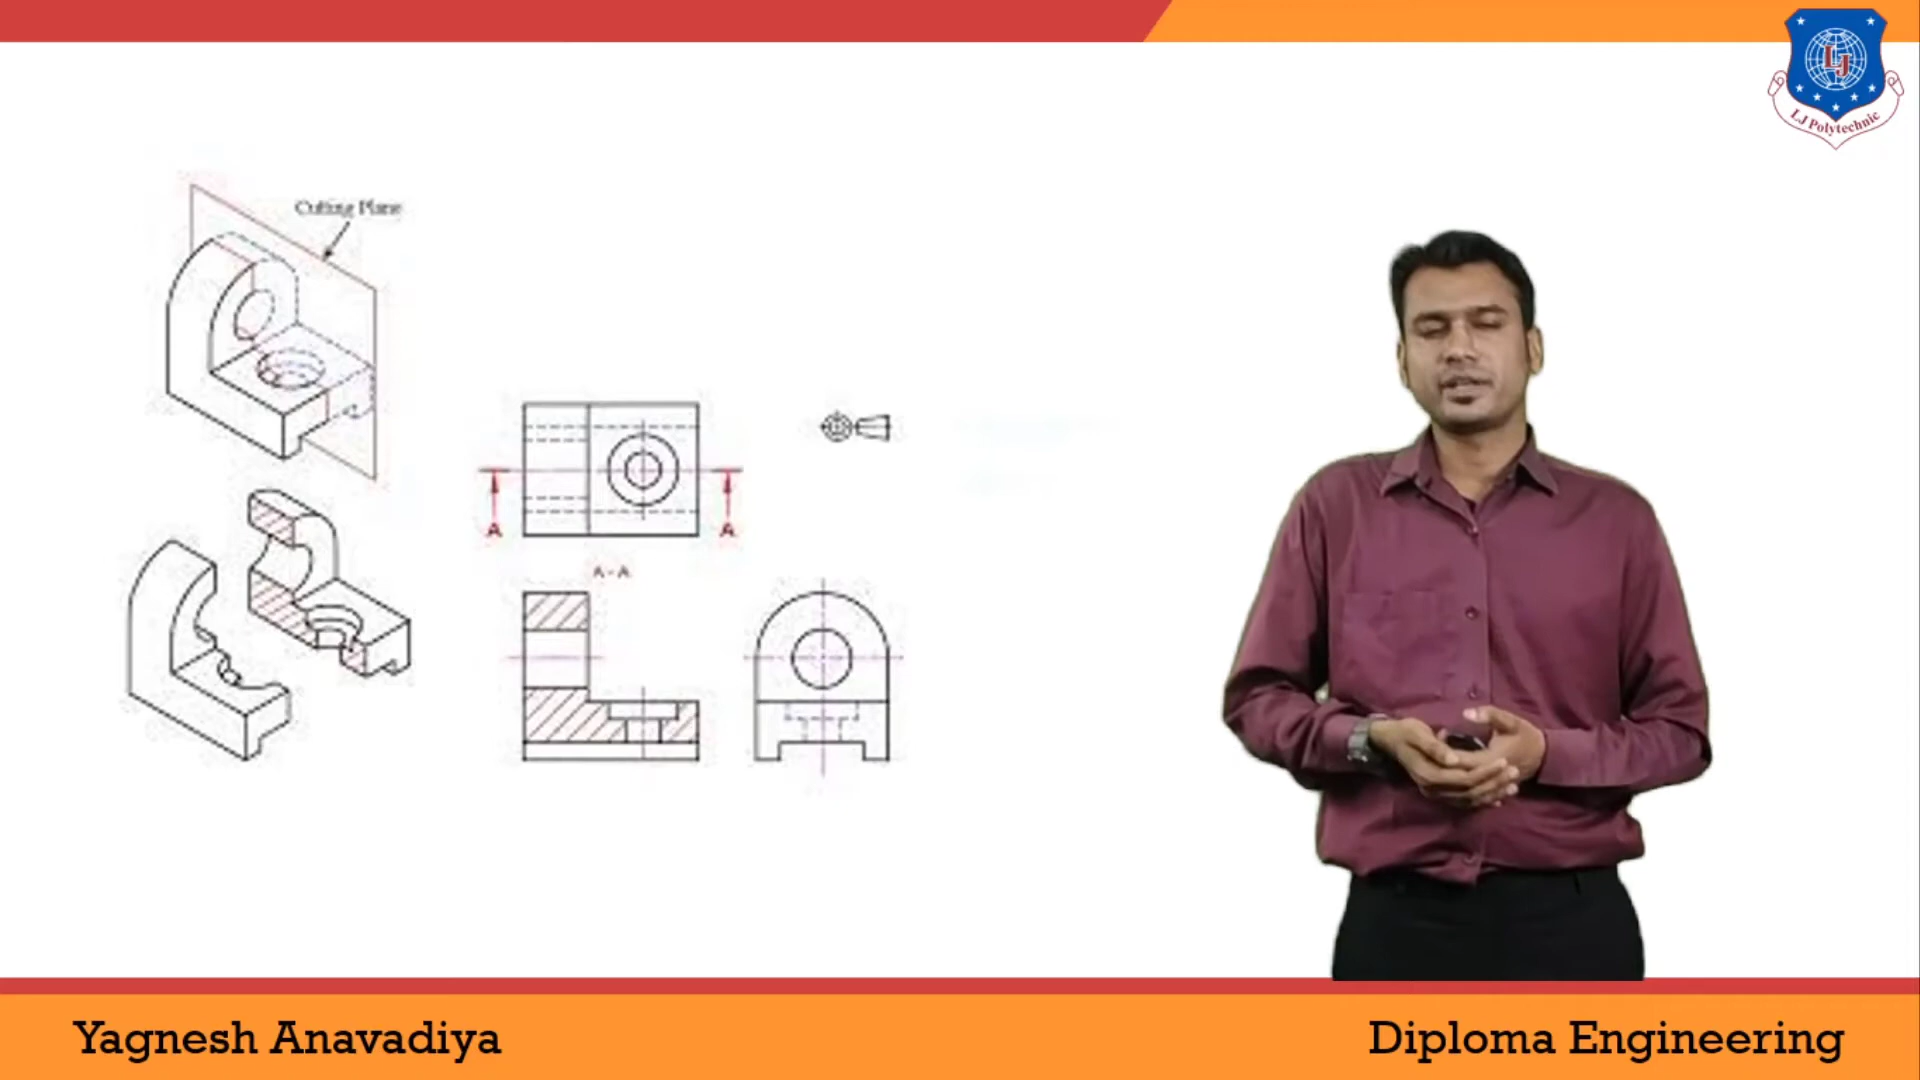 LJ
LJ Polytechnic
Cutting Plane
A A
A-A
Yagnesh Anavadiya
Diploma Engineering